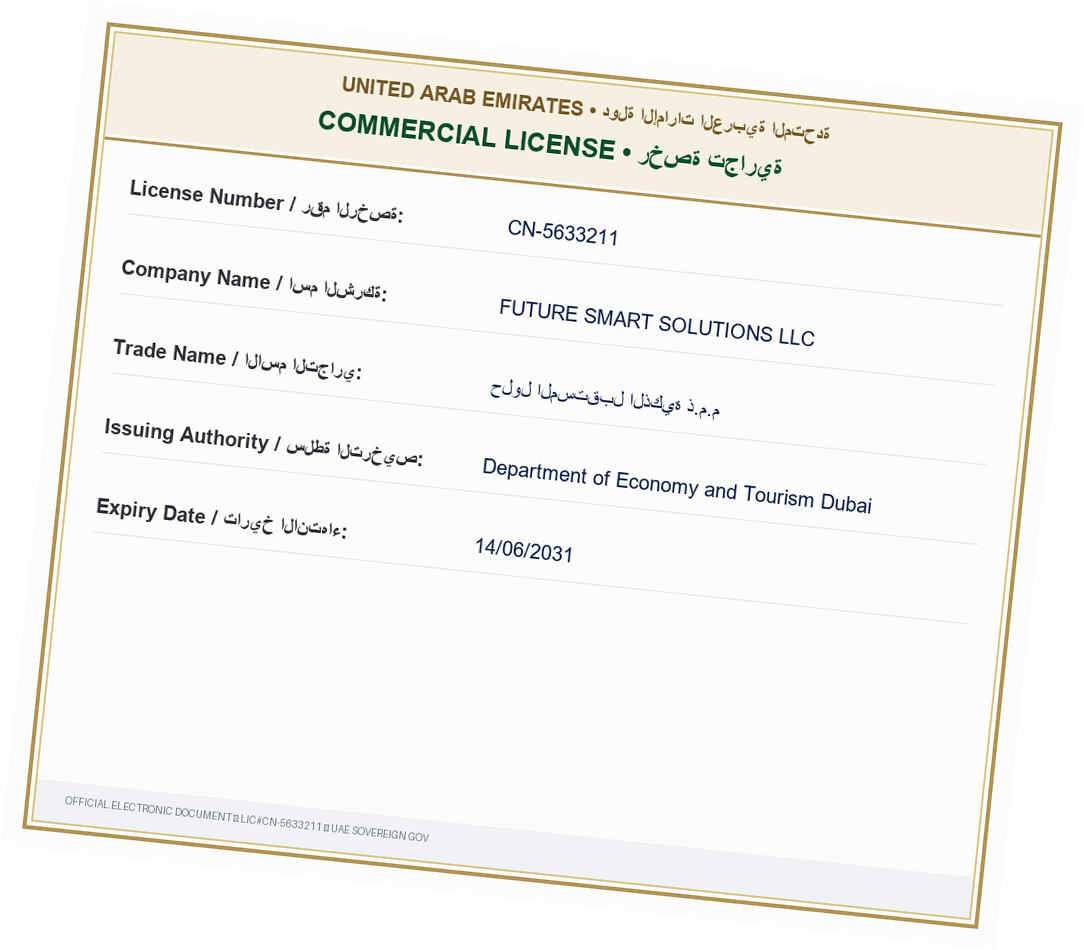 UNITED ARAB EMIRATES • دولة الإمارات العربية المتحدة
COMMERCIAL LICENSE • رخصة تجارية
License Number / رقم الرخصة: CN-5633211
Company Name / اسم الشركة: FUTURE SMART SOLUTIONS LLC
Trade Name / الاسم التجاري: حلول المستقبل الذكية ذ.م.م
Issuing Authority / سلطة الترخيص: Department of Economy and Tourism Dubai
Expiry Date / تاريخ الانتهاء: 14/06/2031
OFFICIAL ELECTRONIC DOCUMENT LIC#CN-5633211 UAE SOVEREIGN GOV